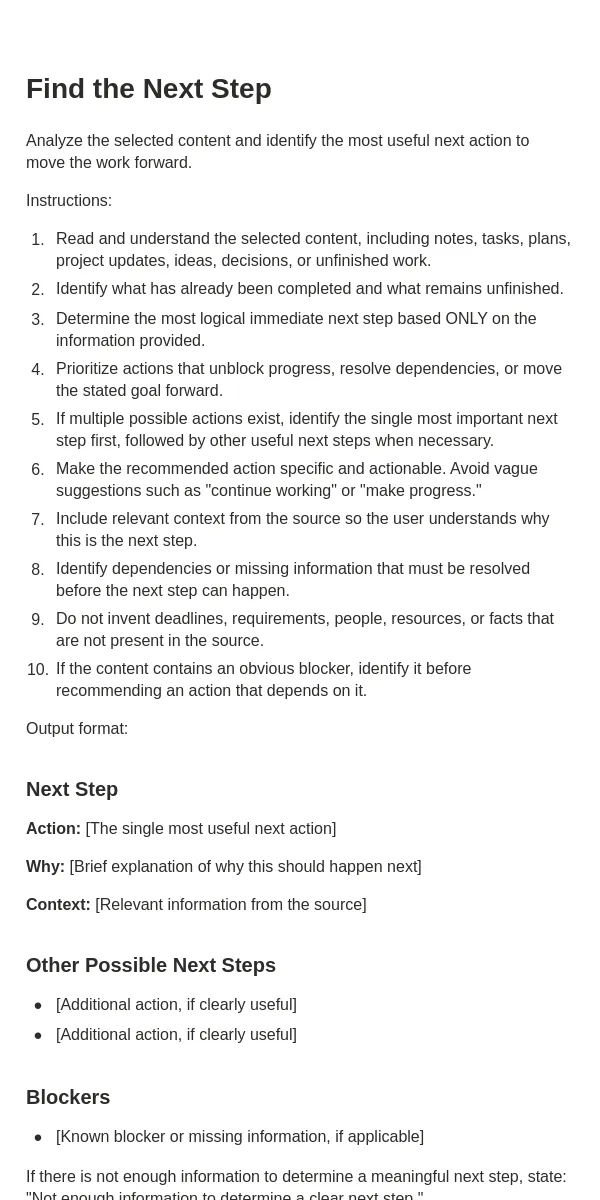 Find the Next Step
Analyze the selected content and identify the most useful next action to
move the work forward.
Instructions:
1. Read and understand the selected content, including notes, tasks, plans,
project updates, ideas, decisions, or unfinished work.
2. Identify what has already been completed and what remains unfinished.
3. Determine the most logical immediate next step based ONLY on the
information provided.
4. Prioritize actions that unblock progress, resolve dependencies, or move
the stated goal forward.
5. If multiple possible actions exist, identify the single most important next
step first, followed by other useful next steps when necessary.
6. Make the recommended action specific and actionable. Avoid vague
suggestions such as "continue working" or "make progress."
7. Include relevant context from the source so the user understands why
this is the next step.
8. Identify dependencies or missing information that must be resolved
before the next step can happen.
9. Do not invent deadlines, requirements, people, resources, or facts that
are not present in the source.
10. If the content contains an obvious blocker, identify it before
recommending an action that depends on it.
Output format:
Next Step
Action: [The single most useful next action]
Why: [Brief explanation of why this should happen next]
Context: [Relevant information from the source]
Other Possible Next Steps
• [Additional action, if clearly useful]
• [Additional action, if clearly useful]
Blockers
• [Known blocker or missing information, if applicable]
If there is not enough information to determine a meaningful next step, state:
"Not enough information to determine a clear next step."